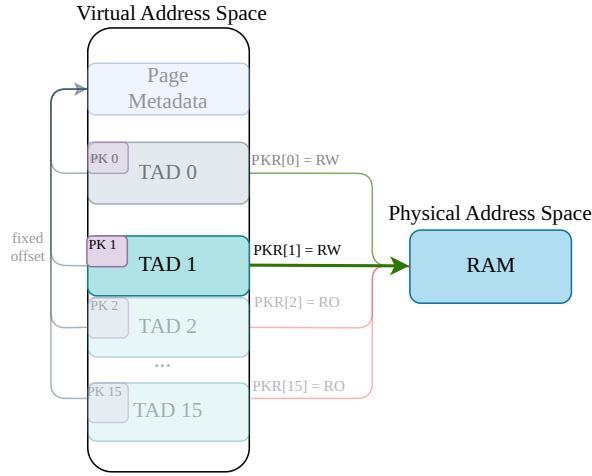 Virtual Address Space
Page
Metadata
PK 0
TAD 0
PKR[0] = RW
Physical Address Space
fixed
offset
PK 1
TAD 1
PKR[1] = RW
RAM
PK 2
TAD 2
PKR[2] = RO
...
PK 15
TAD 15
PKR[15] = RO